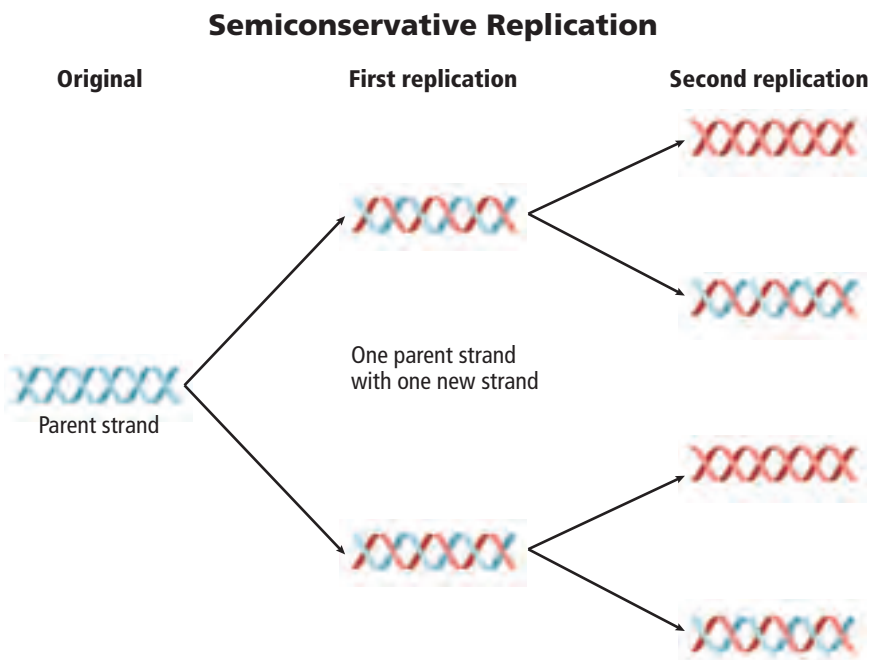 Semiconservative Replication
Original
First replication
Second replication
One parent strand
with one new strand
Parent strand